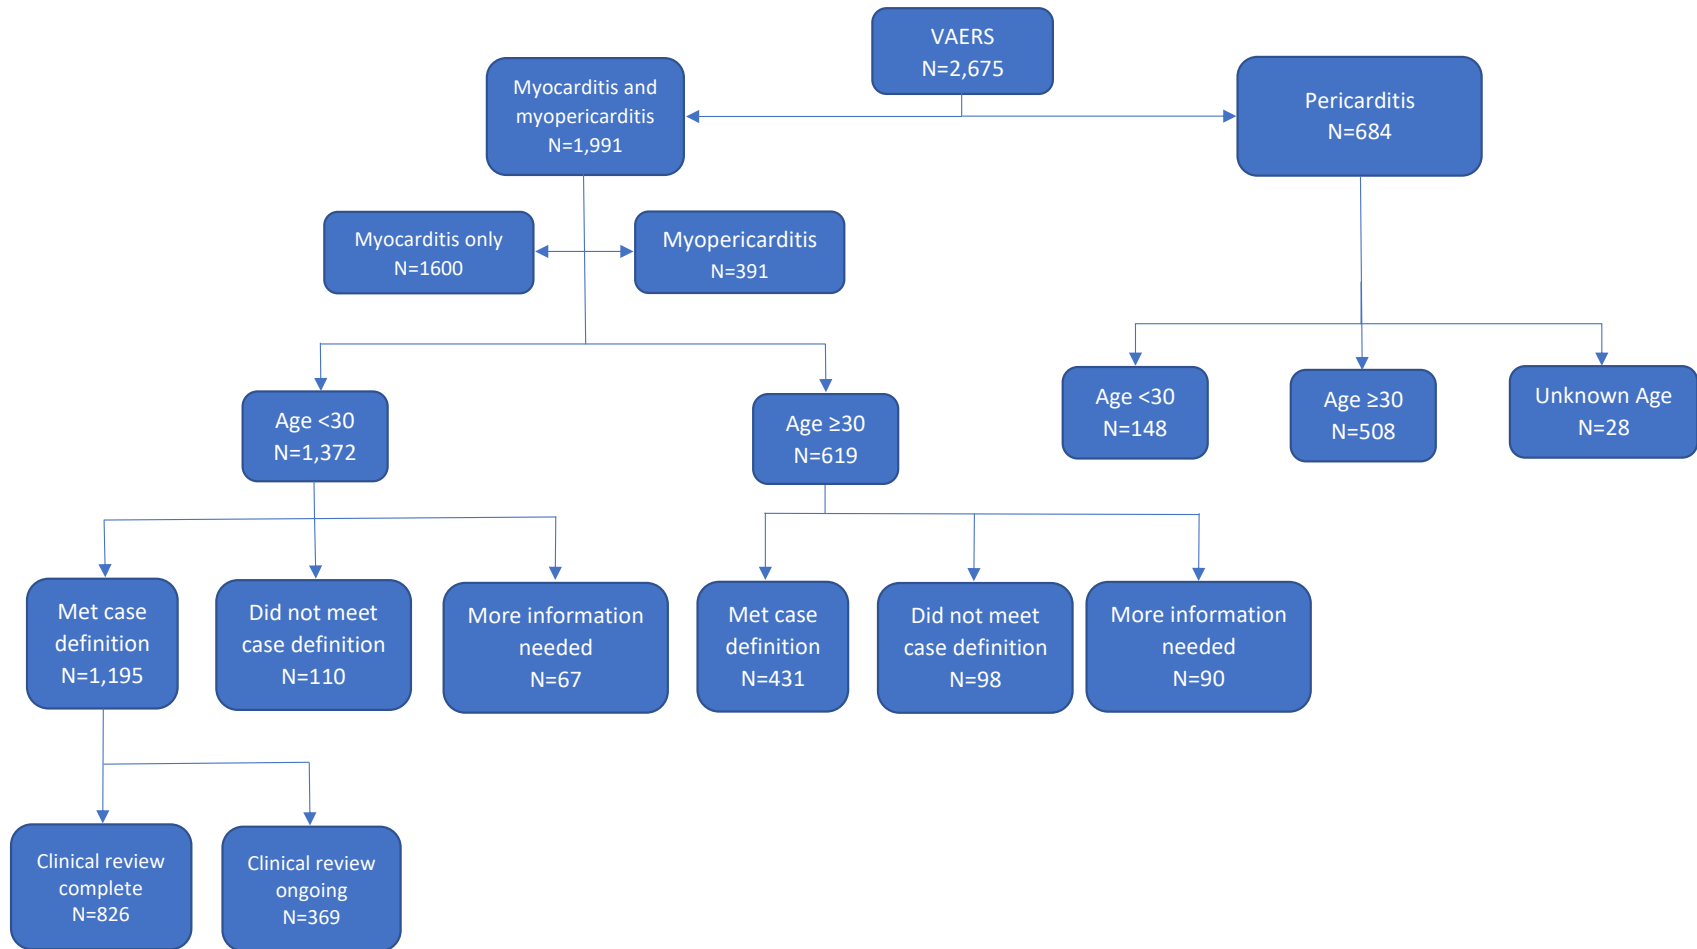 VAERS
N=2,675
Myocarditis and
myopericarditis
N=1,991
Pericarditis
N=684
Myocarditis only
N=1600
Myopericarditis
N=391
Age <30
N=1,372
Age ≥30
N=619
Age <30
N=148
Age ≥30
N=508
Unknown Age
N=28
Met case
definition
N=1,195
Did not meet
case definition
N=110
More information
needed
N=67
Met case
definition
N=431
Did not meet
case definition
N=98
More information
needed
N=90
Clinical review
complete
N=826
Clinical review
ongoing
N=369